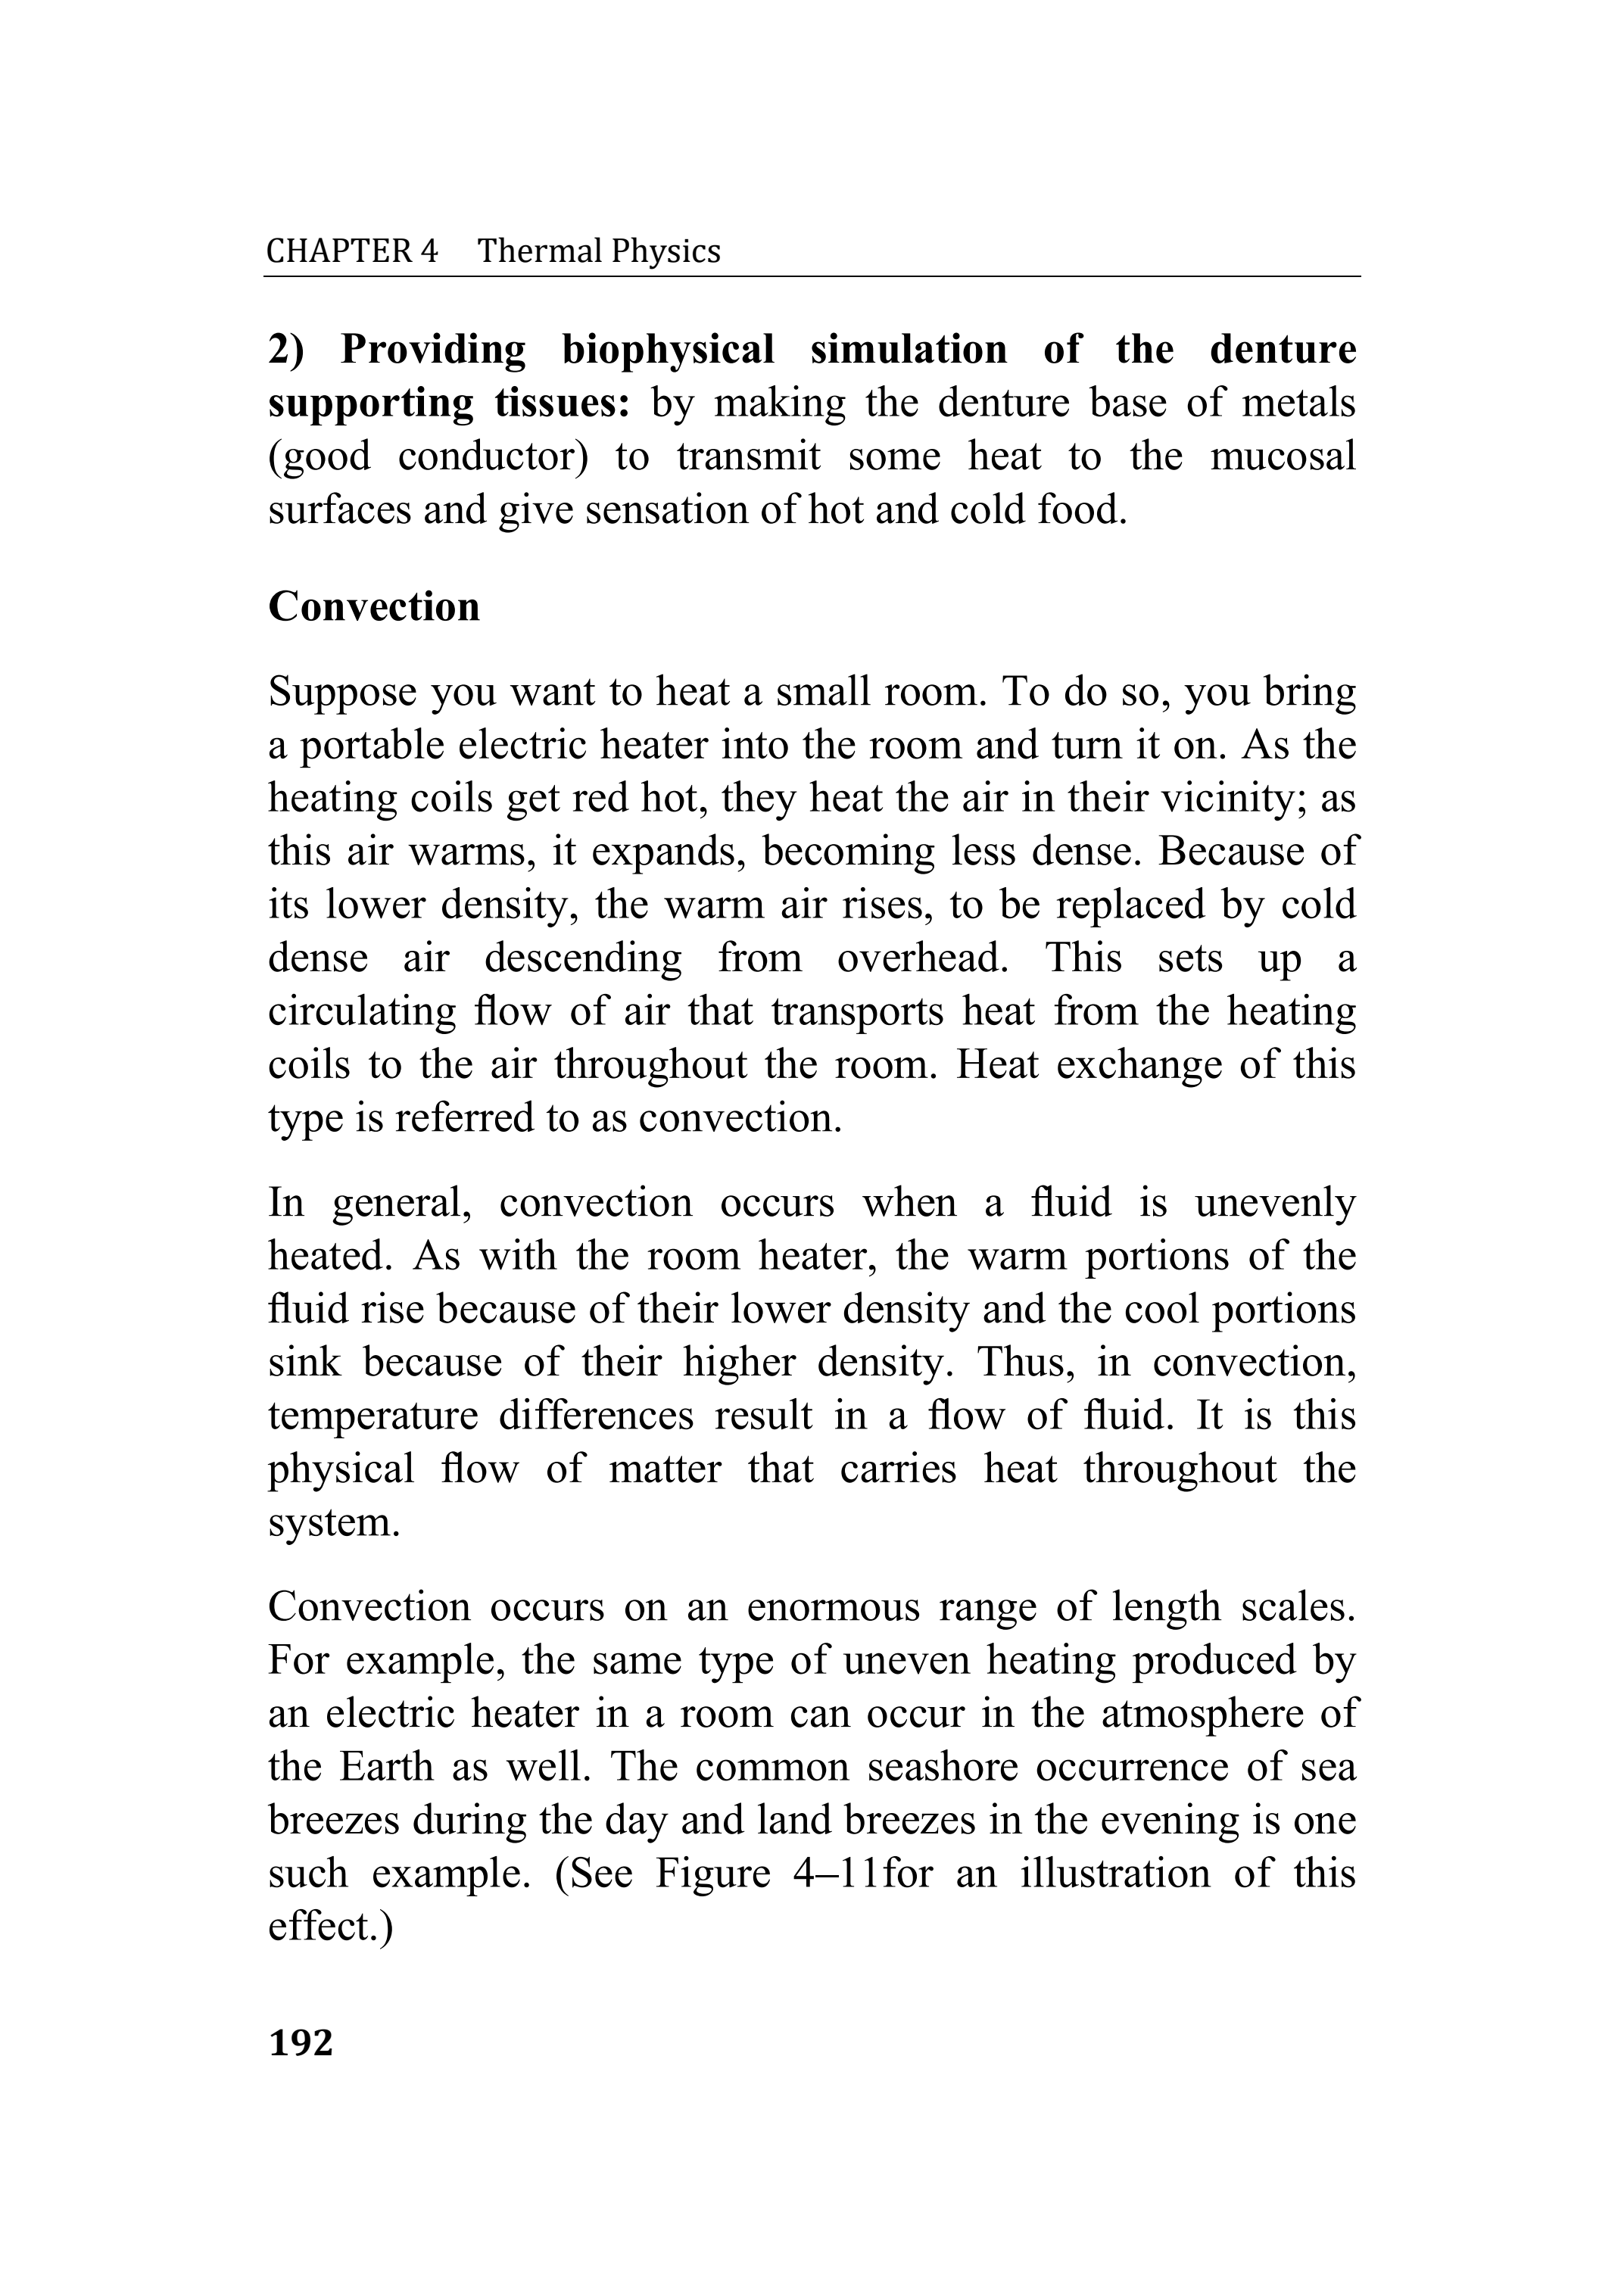 CHAPTER 4 Thermal Physics
2) Providing biophysical simulation of the denture
supporting tissues: by making the denture base of metals
(good conductor) to transmit some heat to the mucosal
surfaces and give sensation of hot and cold food.
Convection
Suppose you want to heat a small room. To do so, you bring
a portable electric heater into the room and turn it on. As the
heating coils get red hot, they heat the air in their vicinity; as
this air warms, it expands, becoming less dense. Because of
its lower density, the warm air rises, to be replaced by cold
dense air descending from overhead. This sets up a
circulating flow of air that transports heat from the heating
coils to the air throughout the room. Heat exchange of this
type is referred to as convection.
In general, convection occurs when a fluid is unevenly
heated. As with the room heater, the warm portions of the
fluid rise because of their lower density and the cool portions
sink because of their higher density. Thus, in convection,
temperature differences result in a flow of fluid. It is this
physical flow of matter that carries heat throughout the
system.
Convection occurs on an enormous range of length scales.
For example, the same type of uneven heating produced by
an electric heater in a room can occur in the atmosphere of
the Earth as well. The common seashore occurrence of sea
breezes during the day and land breezes in the evening is one
such example. (See Figure 4–11for an illustration of this
effect.)
192